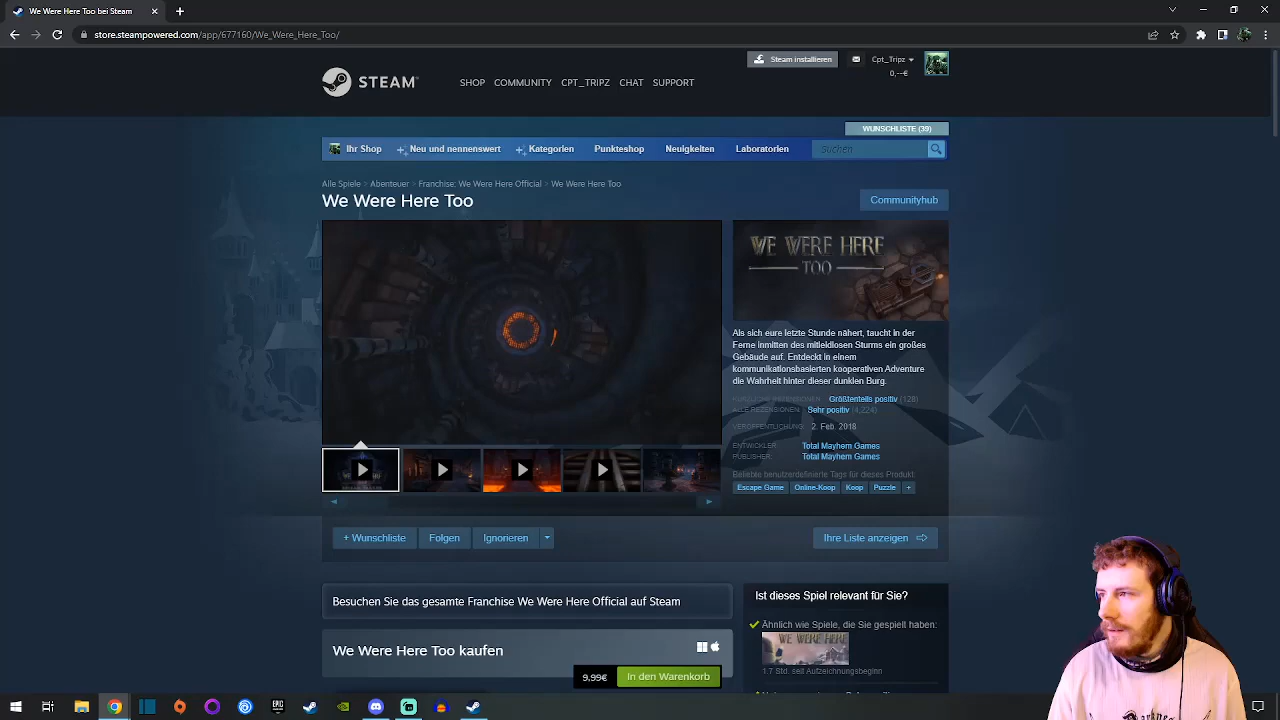 We Were Here Too bei Steam
store.steampowered.com/app/677160/We_Were_Here_Too/
Steam installieren
Cpt_Tripz
0,--€
STEAM
SHOP COMMUNITY CPT_TRIPZ CHAT SUPPORT
WUNSCHLISTE (39)
Ihr Shop Neu und nennenswert Kategorien Punkteshop Neuigkeiten Laboratorien Suchen
Alle Spiele > Abenteuer > Franchise: We Were Here Official > We Were Here Too
We Were Here Too
Communityhub
WE WERE HERE
TOO
Als sich eure letzte Stunde nähert, taucht in der
Ferne inmitten des mitleidlosen Sturms ein großes
Gebäude auf. Entdeckt in einem
kommunikationsbasierten kooperativen Adventure
die Wahrheit hinter dieser dunklen Burg.
KÜRZLICHE REZENSIONEN: Größtenteils positiv (128)
ALLE REZENSIONEN: Sehr positiv (4,224)
VERÖFFENTLICHUNG: 2. Feb. 2018
ENTWICKLER: Total Mayhem Games
PUBLISHER: Total Mayhem Games
Beliebte benutzerdefinierte Tags für dieses Produkt:
Escape Game Online-Koop Koop Puzzle +
+ Wunschliste Folgen Ignorieren
Ihre Liste anzeigen
Besuchen Sie das gesamte Franchise We Were Here Official auf Steam
We Were Here Too kaufen
9,99€ In den Warenkorb
Ist dieses Spiel relevant für Sie?
Ähnlich wie Spiele, die Sie gespielt haben:
WE WERE HERE
1.7 Std. seit Aufzeichnungsbeginn
EPIC